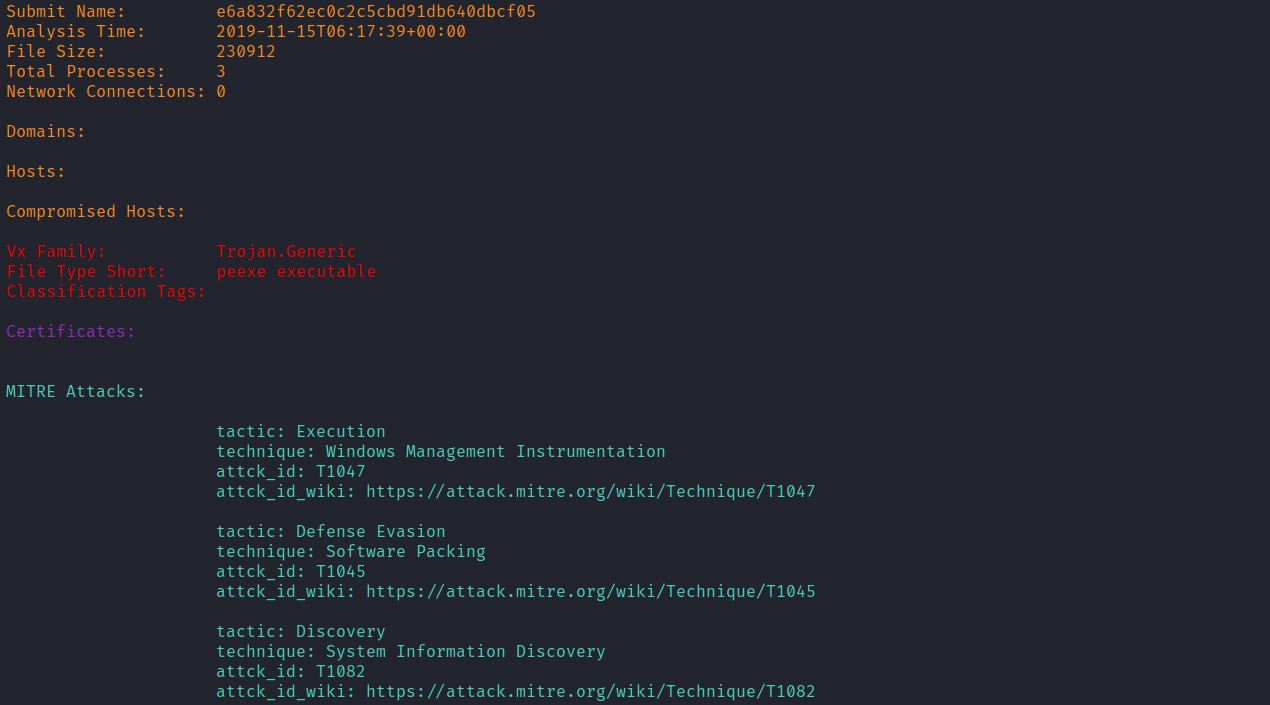 Submit Name: e6a832f62ec0c2c5cbd91db640dbcf05
Analysis Time: 2019-11-15T06:17:39+00:00
File Size: 230912
Total Processes: 3
Network Connections: 0
Domains:
Hosts:
Compromised Hosts:
Vx Family: Trojan.Generic
File Type Short: peexe executable
Classification Tags:
Certificates:
MITRE Attacks:
tactic: Execution
technique: Windows Management Instrumentation
attck_id: T1047
attck_id_wiki: https://attack.mitre.org/wiki/Technique/T1047
tactic: Defense Evasion
technique: Software Packing
attck_id: T1045
attck_id_wiki: https://attack.mitre.org/wiki/Technique/T1045
tactic: Discovery
technique: System Information Discovery
attck_id: T1082
attck_id_wiki: https://attack.mitre.org/wiki/Technique/T1082